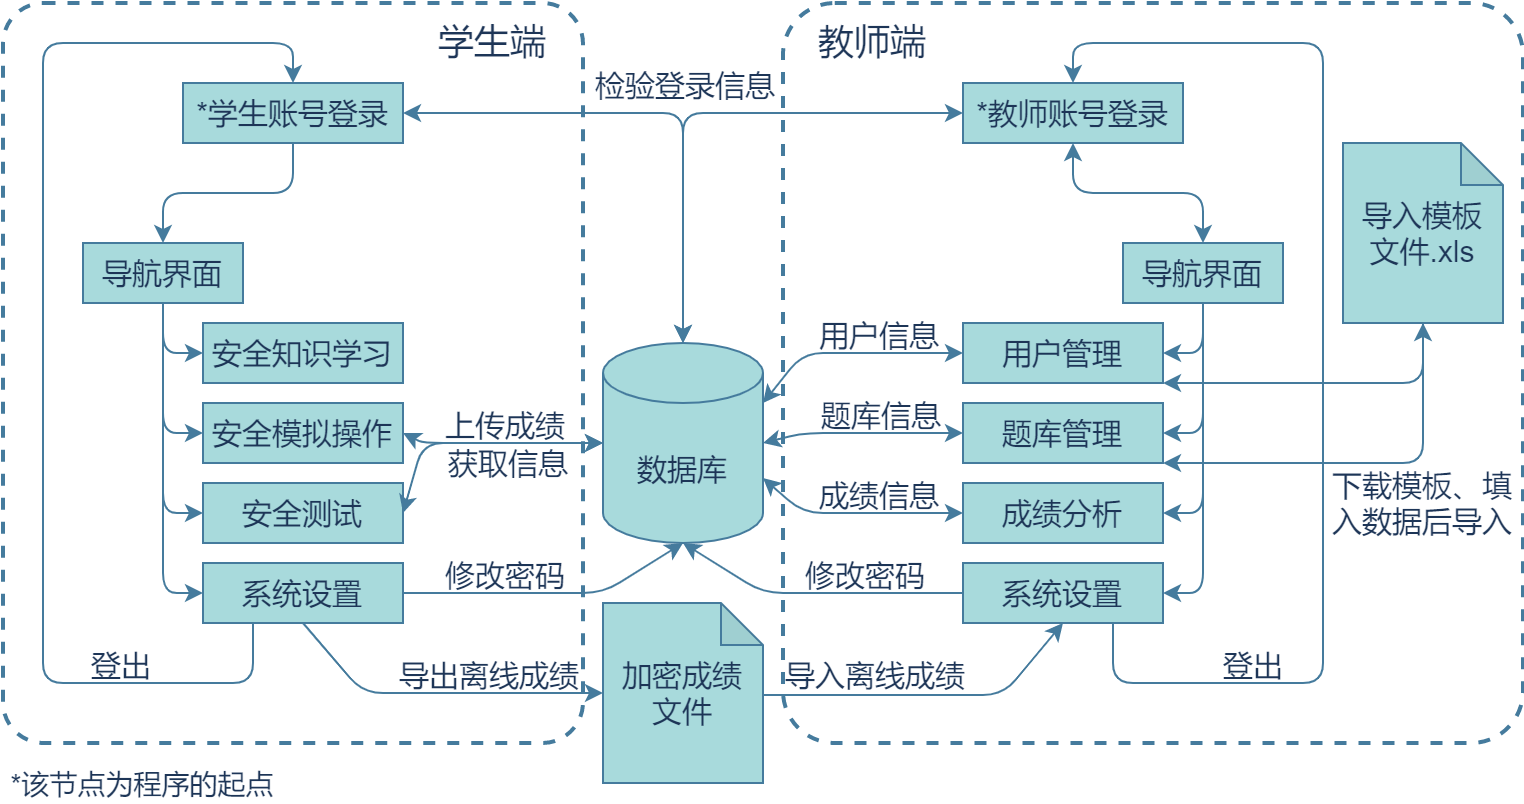 学生端
教师端
检验登录信息
*学生账号登录
*教师账号登录
导入模板
文件.xls
导航界面
导航界面
用户信息
安全知识学习
用户管理
上传成绩
题库信息
安全模拟操作
题库管理
获取信息
数据库
下载模板、填
入数据后导入
成绩信息
安全测试
成绩分析
修改密码
修改密码
系统设置
系统设置
登出
导出离线成绩
加密成绩
文件
导入离线成绩
登出
*该节点为程序的起点